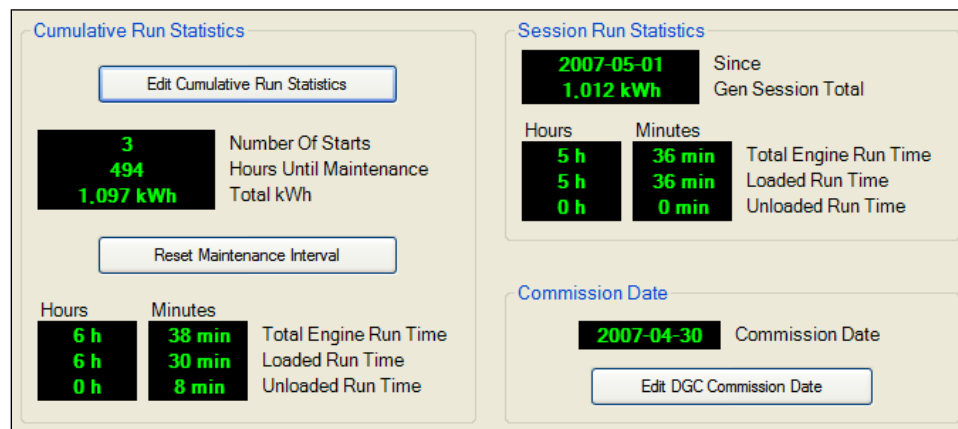 Cumulative Run Statistics
Edit Cumulative Run Statistics
3 Number Of Starts
494 Hours Until Maintenance
1.097 kWh Total kWh
Reset Maintenance Interval
Hours Minutes
6 h 38 min Total Engine Run Time
6 h 30 min Loaded Run Time
0 h 8 min Unloaded Run Time
Session Run Statistics
2007-05-01 Since
1.012 kWh Gen Session Total
Hours Minutes
5 h 36 min Total Engine Run Time
5 h 36 min Loaded Run Time
0 h 0 min Unloaded Run Time
Commission Date
2007-04-30 Commission Date
Edit DGC Commission Date